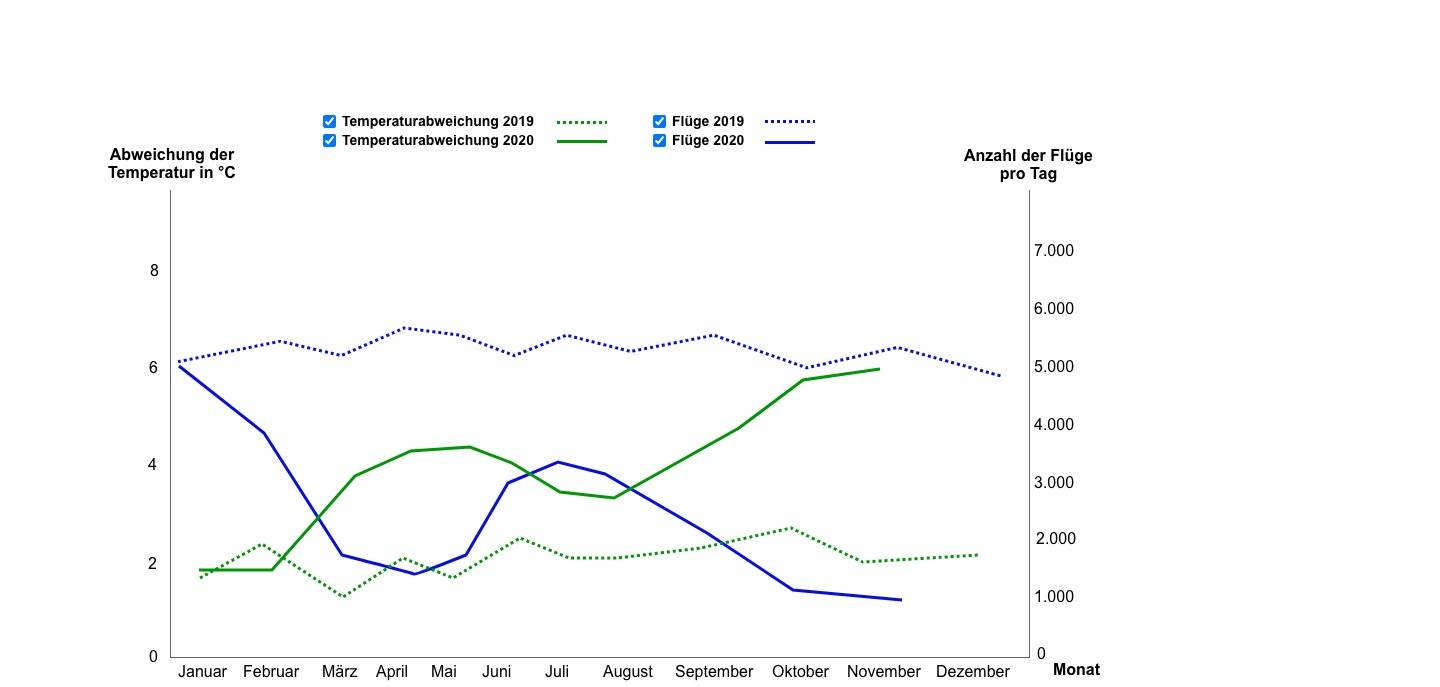 Temperaturabweichung 2019
Flüge 2019
Temperaturabweichung 2020
Flüge 2020
Abweichung der
Temperatur in °C
Anzahl der Flüge
pro Tag
8
6
4
2
0
7.000
6.000
5.000
4.000
3.000
2.000
1.000
0
Januar Februar März April Mai Juni Juli August September Oktober November Dezember
Monat